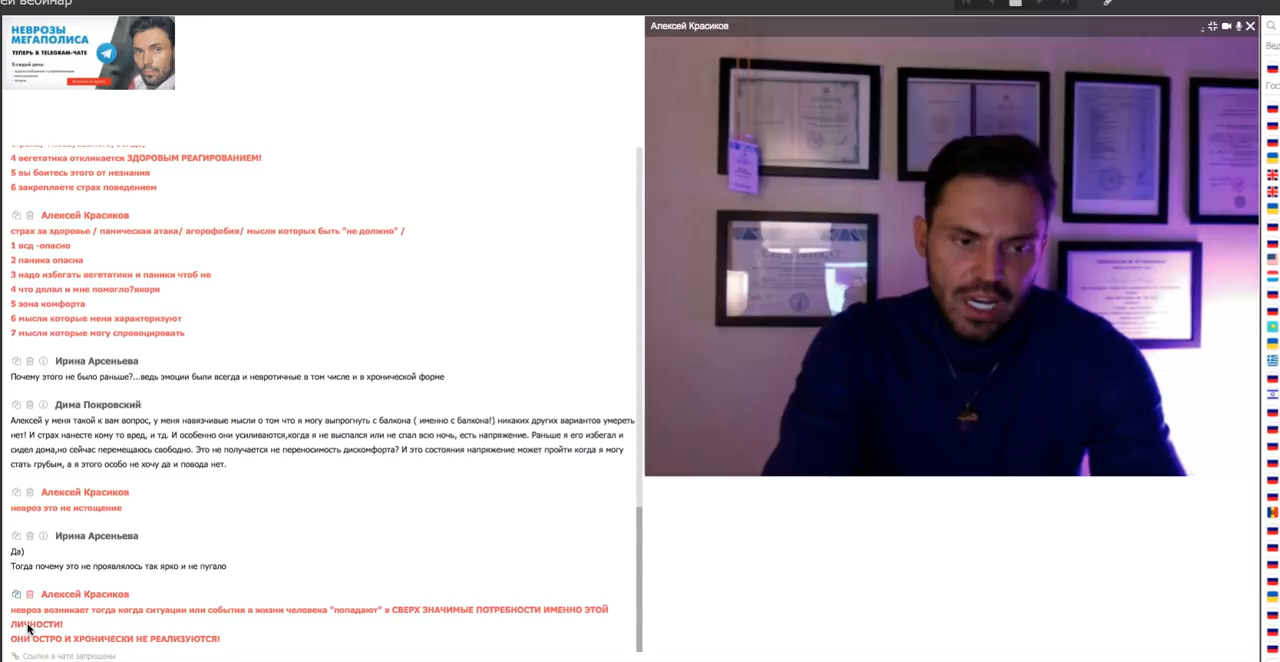 ей вебинар
НЕВРОЗЫ
МЕГАПОЛИСА
ТЕПЕРЬ В TELEGRAM-ЧАТЕ
Каждый день:
4 вегетатика откликается ЗДОРОВЫМ РЕАГИРОВАНИЕМ!
5 вы боитесь этого от незнания
6 закрепляете страх поведением
Алексей Красиков
страх за здоровье / паническая атака/ агорофобия/ мысли которых быть "не должно" /
1 всд -опасно
2 паника опасна
3 надо избегать вегетатики и паники чтоб не
4 что делал и мне помогло?якоря
5 зона комфорта
6 мысли которые меня характеризуют
7 мысли которые могу спровоцировать
Ирина Арсеньева
Почему этого не было раньше?...ведь эмоции были всегда и невротичные в том числе и в хронической форме
Дима Покровский
Алексей у меня такой к вам вопрос, у меня навязчивые мысли о том что я могу выпрогнуть с балкона ( именно с балкона!) никаких других вариантов умереть
нет! И страх нанесте кому то вред, и тд. И особенно они усиливаются,когда я не выспался или не спал всю ночь, есть напряжение. Раньше я его избегал и
сидел дома,но сейчас перемещаюсь свободно. Это не получается не переносимость дискомфорта? И это состояния напряжение может пройти когда я могу
стать грубым, а я этого особо не хочу да и повода нет.
Алексей Красиков
невроз это не истощение
Ирина Арсеньева
Да)
Тогда почему это не проявлялось так ярко и не пугало
Алексей Красиков
невроз возникает тогда когда ситуации или события в жизни человека "попадают" в СВЕРХ ЗНАЧИМЫЕ ПОТРЕБНОСТИ ИМЕННО ЭТОЙ
ЛИЧНОСТИ!
ОНИ ОСТРО И ХРОНИЧЕСКИ НЕ РЕАЛИЗУЮТСЯ!
Ссылки в чате запрещены
Алексей Красиков
Вед
Гос